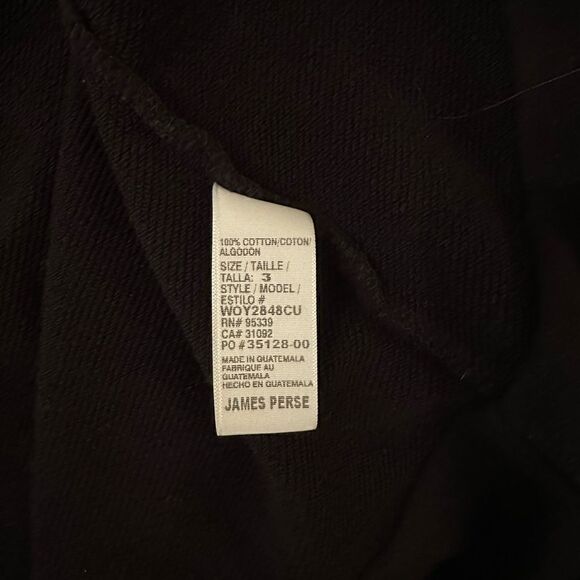 100% COTTON/COTON/
ALGODÓN
SIZE / TAILLE /
TALLA: 3
STYLE / MODEL /
ESTILO #
WOY2848CU
RN# 95339
CA# 31092
PO #35128-00
MADE IN GUATEMALA
FABRIQUE AU
GUATEMALA
HECHO EN GUATEMALA
JAMES PERSE